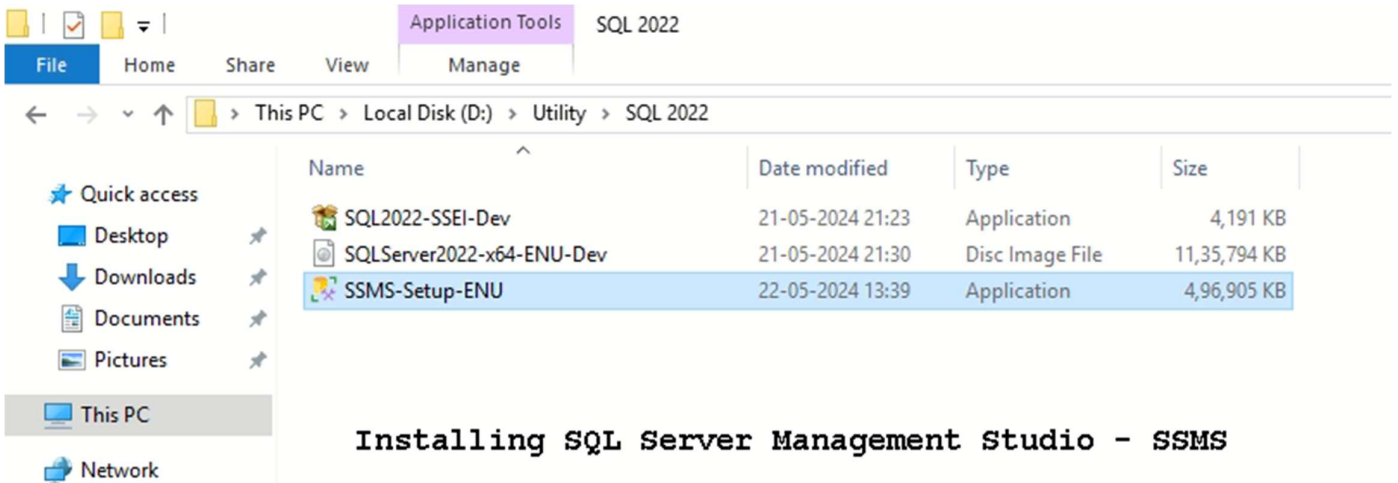 Application Tools SQL 2022
File Home Share View Manage
This PC > Local Disk (D:) > Utility > SQL 2022
Name Date modified Type Size
Quick access
SQL2022-SSEI-Dev 21-05-2024 21:23 Application 4,191 KB
Desktop
SQLServer2022-x64-ENU-Dev 21-05-2024 21:30 Disc Image File 11,35,794 KB
Downloads
SSMS-Setup-ENU 22-05-2024 13:39 Application 4,96,905 KB
Documents
Pictures
This PC
Installing SQL Server Management Studio - SSMS
Network